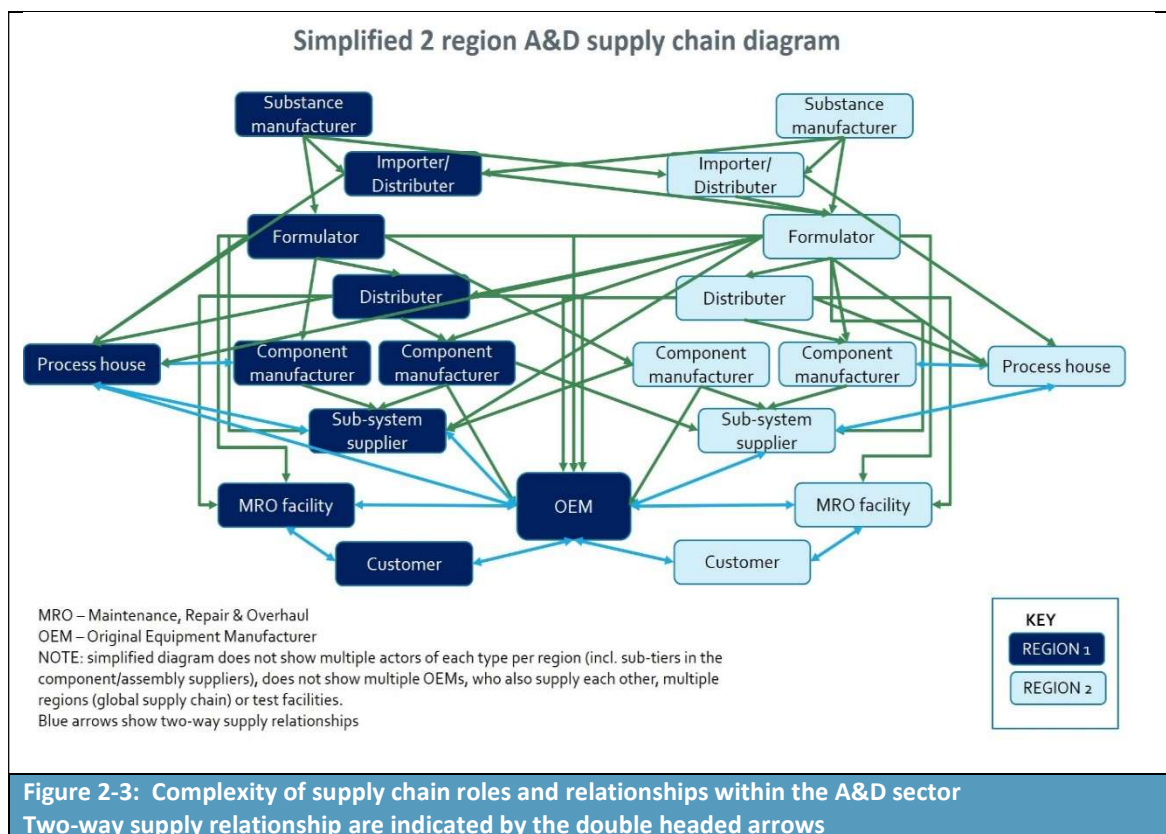 Simplified 2 region A&D supply chain diagram
Substance
manufacturer
Substance
manufacturer
Importer/
Distributer
Importer/
Distributer
Formulator
Formulator
Distributer
Distributer
Process house
Component
manufacturer
Component
manufacturer
Component
manufacturer
Component
manufacturer
Process house
Sub-system
supplier
Sub-system
supplier
MRO facility
OEM
MRO facility
Customer
Customer
MRO – Maintenance, Repair & Overhaul
OEM – Original Equipment Manufacturer
NOTE: simplified diagram does not show multiple actors of each type per region (incl. sub-tiers in the
component/assembly suppliers), does not show multiple OEMs, who also supply each other, multiple
regions (global supply chain) or test facilities.
Blue arrows show two-way supply relationships
KEY
REGION 1
REGION 2
Figure 2-3: Complexity of supply chain roles and relationships within the A&D sector
Two-way supply relationship are indicated by the double headed arrows